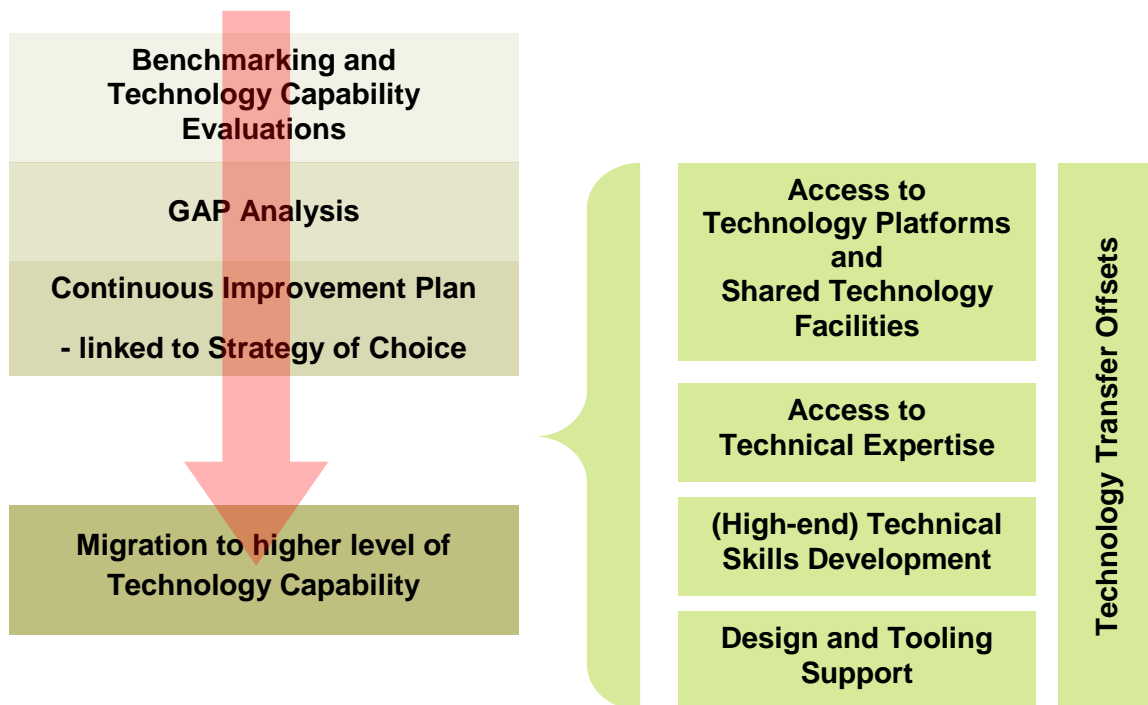 Benchmarking and
Technology Capability
Evaluations
GAP Analysis
Continuous Improvement Plan
- linked to Strategy of Choice
Migration to higher level of
Technology Capability
Access to
Technology Platforms
and
Shared Technology
Facilities
Access to
Technical Expertise
(High-end) Technical
Skills Development
Design and Tooling
Support
Technology Transfer Offsets